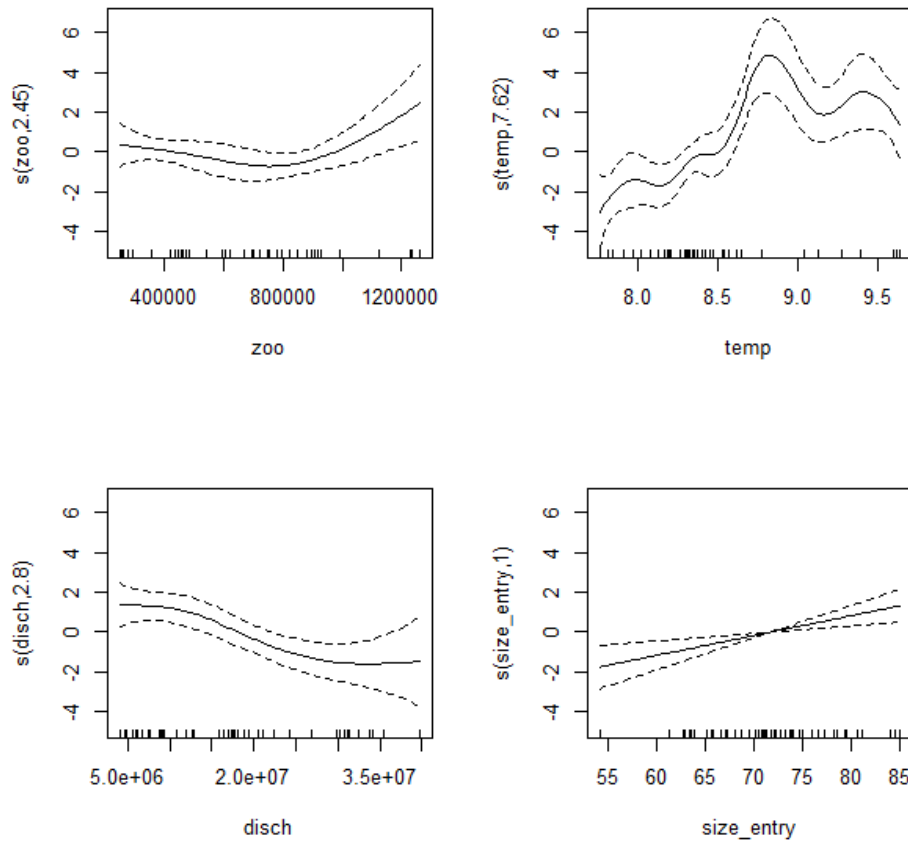 s(zoo,2.45)
6
4
2
0
-2
-4
400000 800000 1200000
zoo
s(temp,7.62)
6
4
2
0
-2
-4
8.0 8.5 9.0 9.5
temp
s(disch,2.8)
6
4
2
0
-2
-4
5.0e+06 2.0e+07 3.5e+07
disch
s(size_entry,1)
6
4
2
0
-2
-4
55 60 65 70 75 80 85
size_entry